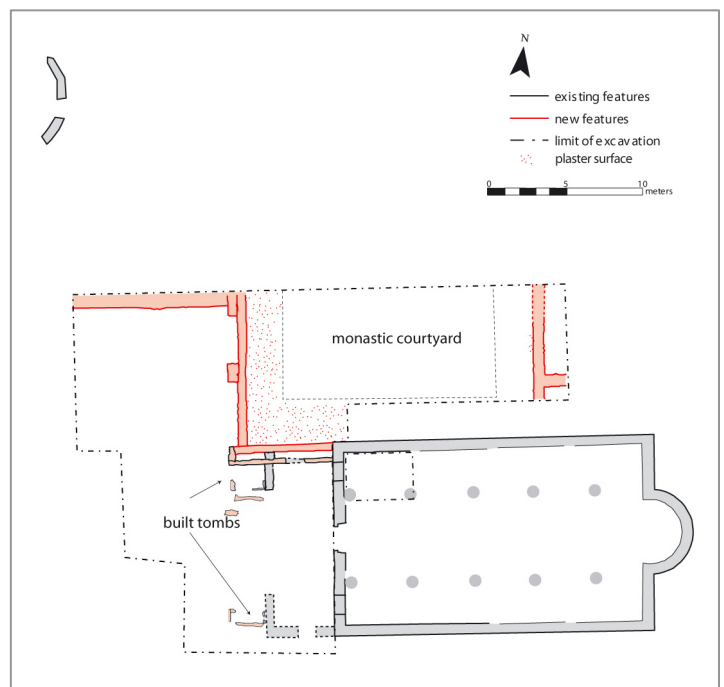 N
existing features
new features
limit of excavation
plaster surface
0 5 10
meters
monastic courtyard
built tombs